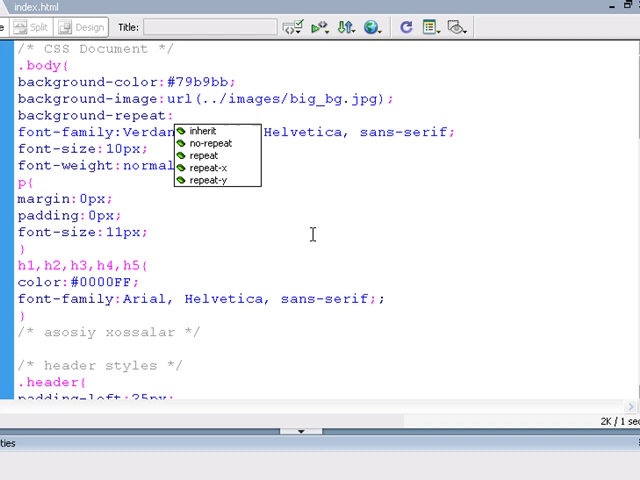 index.html
Split Design Title:
/* CSS Document */
.body{
background-color:#79b9bb;
background-image:url(../images/big_bg.jpg);
background-repeat:
font-family:Verdan Helvetica, sans-serif;
font-size:10px;
font-weight:normal
inherit
no-repeat
repeat
repeat-x
repeat-y
p{
margin:0px;
padding:0px;
font-size:11px;
}
h1,h2,h3,h4,h5{
color:#0000FF;
font-family:Arial, Helvetica, sans-serif;;
}
/* asosiy xossalar */
/* header styles */
.header{
padding-left:25px;
2K / 1 sec
ties